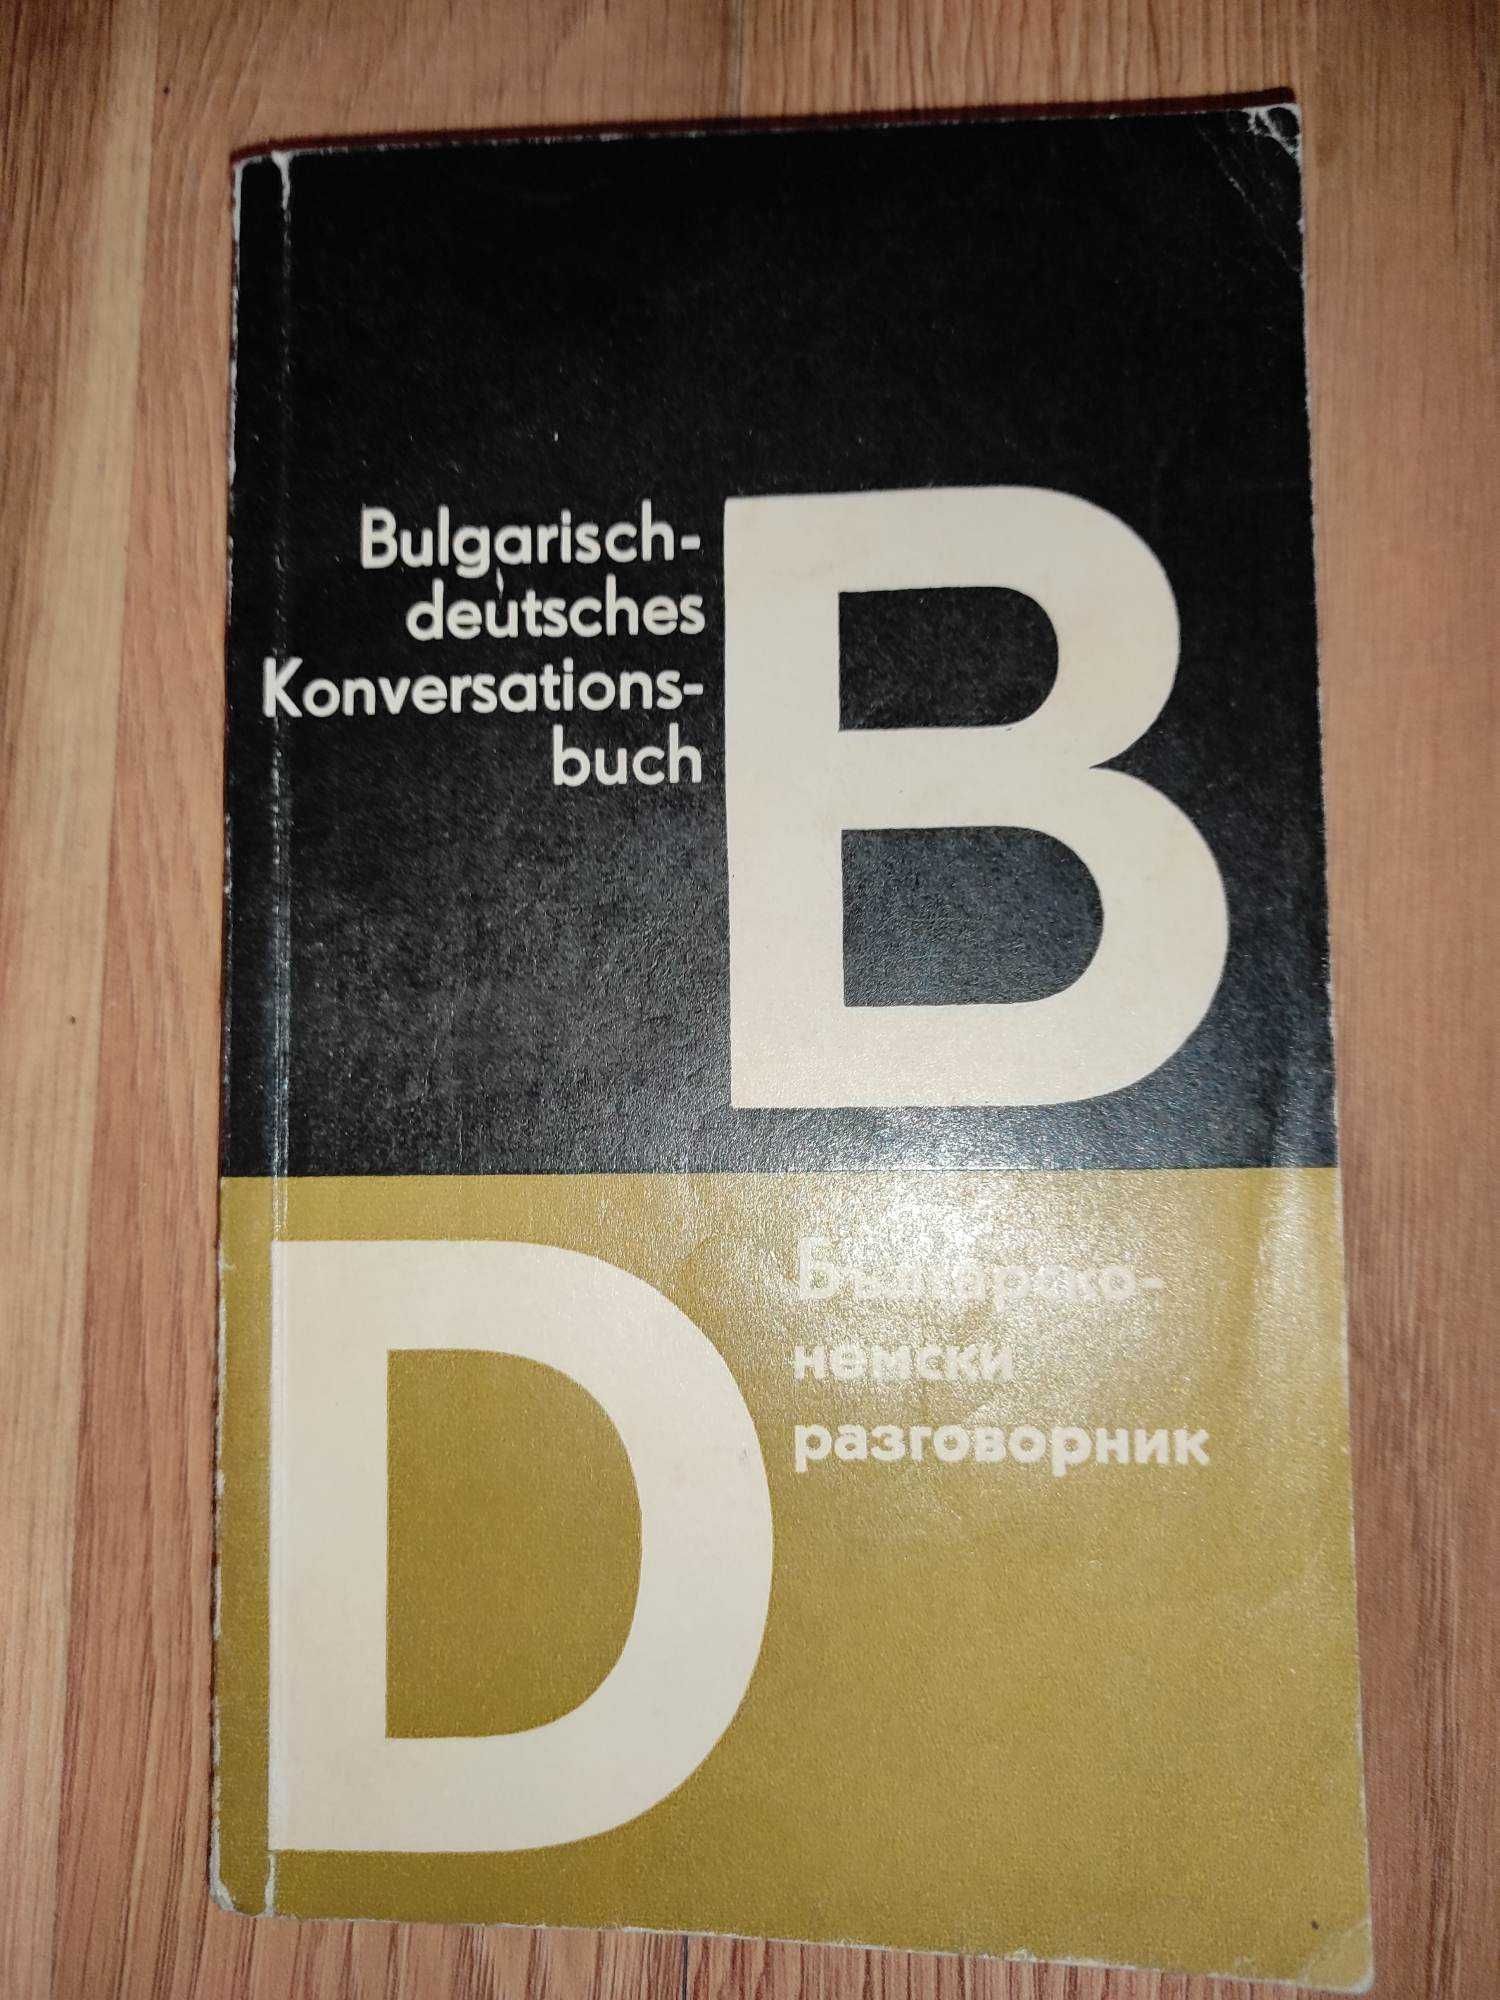 Bulgarisch-
deutsches
Konversations-
buch
B
D
Българско-
немски
разговорник